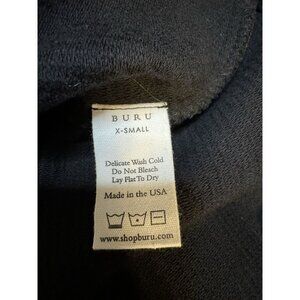 BURU
X-SMALL
Delicate Wash Cold
Do Not Bleach
Lay Flat To Dry
Made in the USA
www.shopburu.com